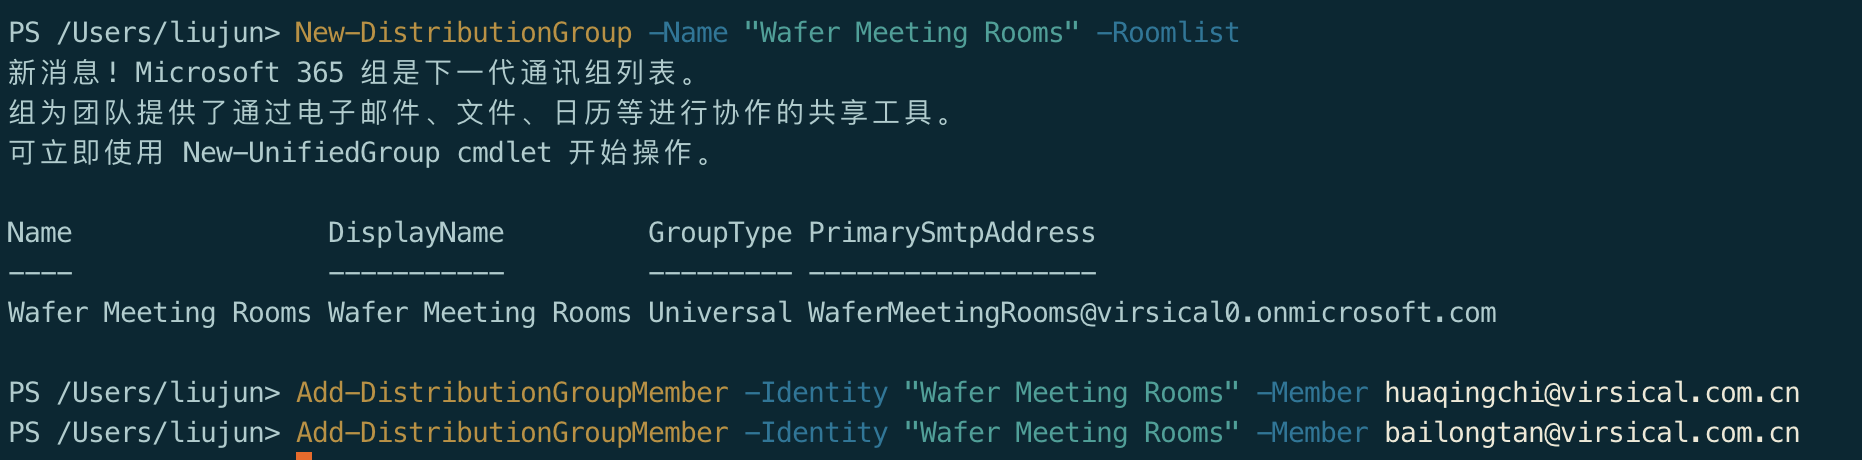 PS /Users/liujun> New-DistributionGroup -Name "Wafer Meeting Rooms" -Roomlist
新消息！Microsoft 365 组是下一代通讯组列表。
组为团队提供了通过电子邮件、文件、日历等进行协作的共享工具。
可立即使用 New-UnifiedGroup cmdlet 开始操作。
Name                DisplayName         GroupType PrimarySmtpAddress
----                -----------         --------- ------------------
Wafer Meeting Rooms Wafer Meeting Rooms Universal WaferMeetingRooms@virsical0.onmicrosoft.com
PS /Users/liujun> Add-DistributionGroupMember -Identity "Wafer Meeting Rooms" -Member huaqingchi@virsical.com.cn
PS /Users/liujun> Add-DistributionGroupMember -Identity "Wafer Meeting Rooms" -Member bailongtan@virsical.com.cn